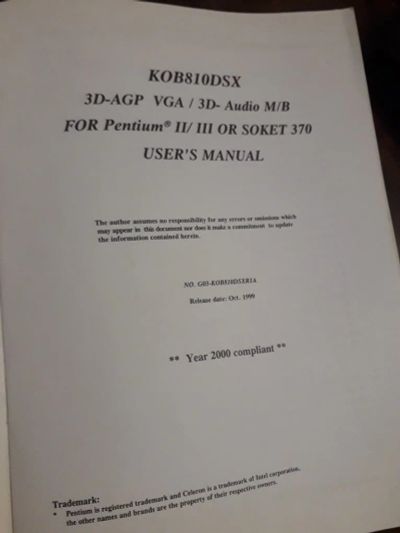 KOB810DSX
3D-AGP VGA / 3D- Audio M/B
FOR Pentium® II/ III OR SOKET 370
USER'S MANUAL
The author assumes no responsibility for any errors or omissions which
may appear in this document nor does it make a commitment to update
the information contained herein.
NO. G03-KOB810DSXR1A
Release date: Oct. 1999
** Year 2000 compliant **
Trademark:
* Pentium is registered trademark and Celeron is a trademark of Intel corporation,
the other names and brands are the property of their respective owners.